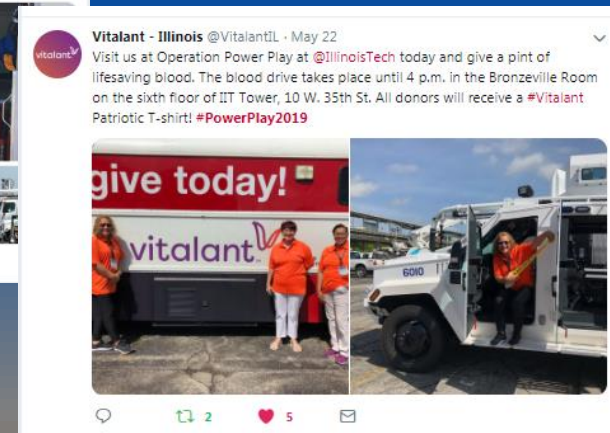 vitalant
Vitalant - Illinois @VitalantIL · May 22
Visit us at Operation Power Play at @IllinoisTech today and give a pint of
lifesaving blood. The blood drive takes place until 4 p.m. in the Bronzeville Room
on the sixth floor of IIT Tower, 10 W. 35th St. All donors will receive a #Vitalant
Patriotic T-shirt! #PowerPlay2019
give today!
vitalant
6010
2
5